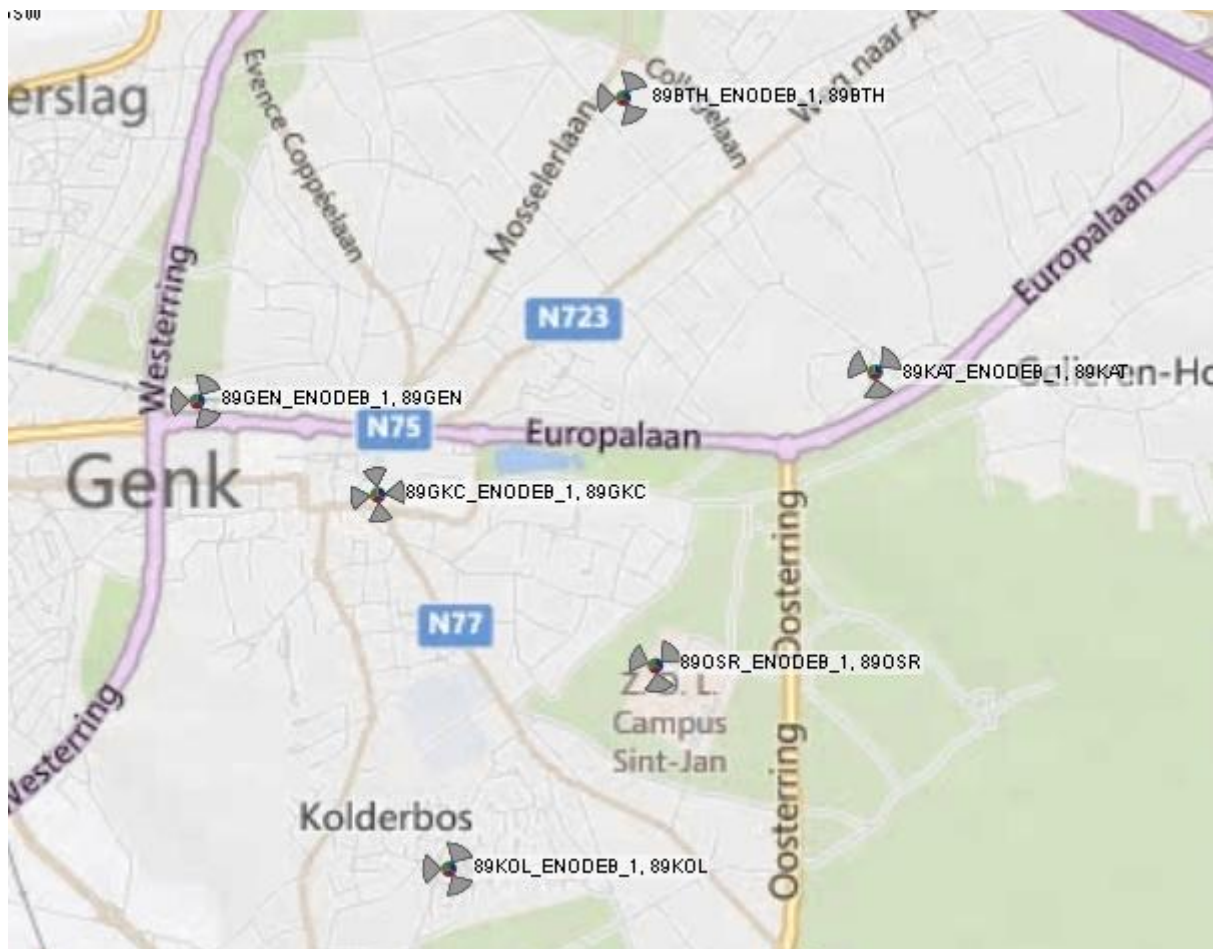 erslag
Evence Coppéelaan
Mosselerlaan
89BTH_ENODEB_1, 89BTH
Westerring
N723
Europalaan
89KAT_ENODEB_1, 89KAT
89GEN_ENODEB_1, 89GEN
N75
Europalaan
Genk
89GKC_ENODEB_1, 89GKC
Oosterring
N77
89OSR_ENODEB_1, 89OSR
Campus
Sint-Jan
Westerring
Oosterring
Kolderbos
89KOL_ENODEB_1, 89KOL